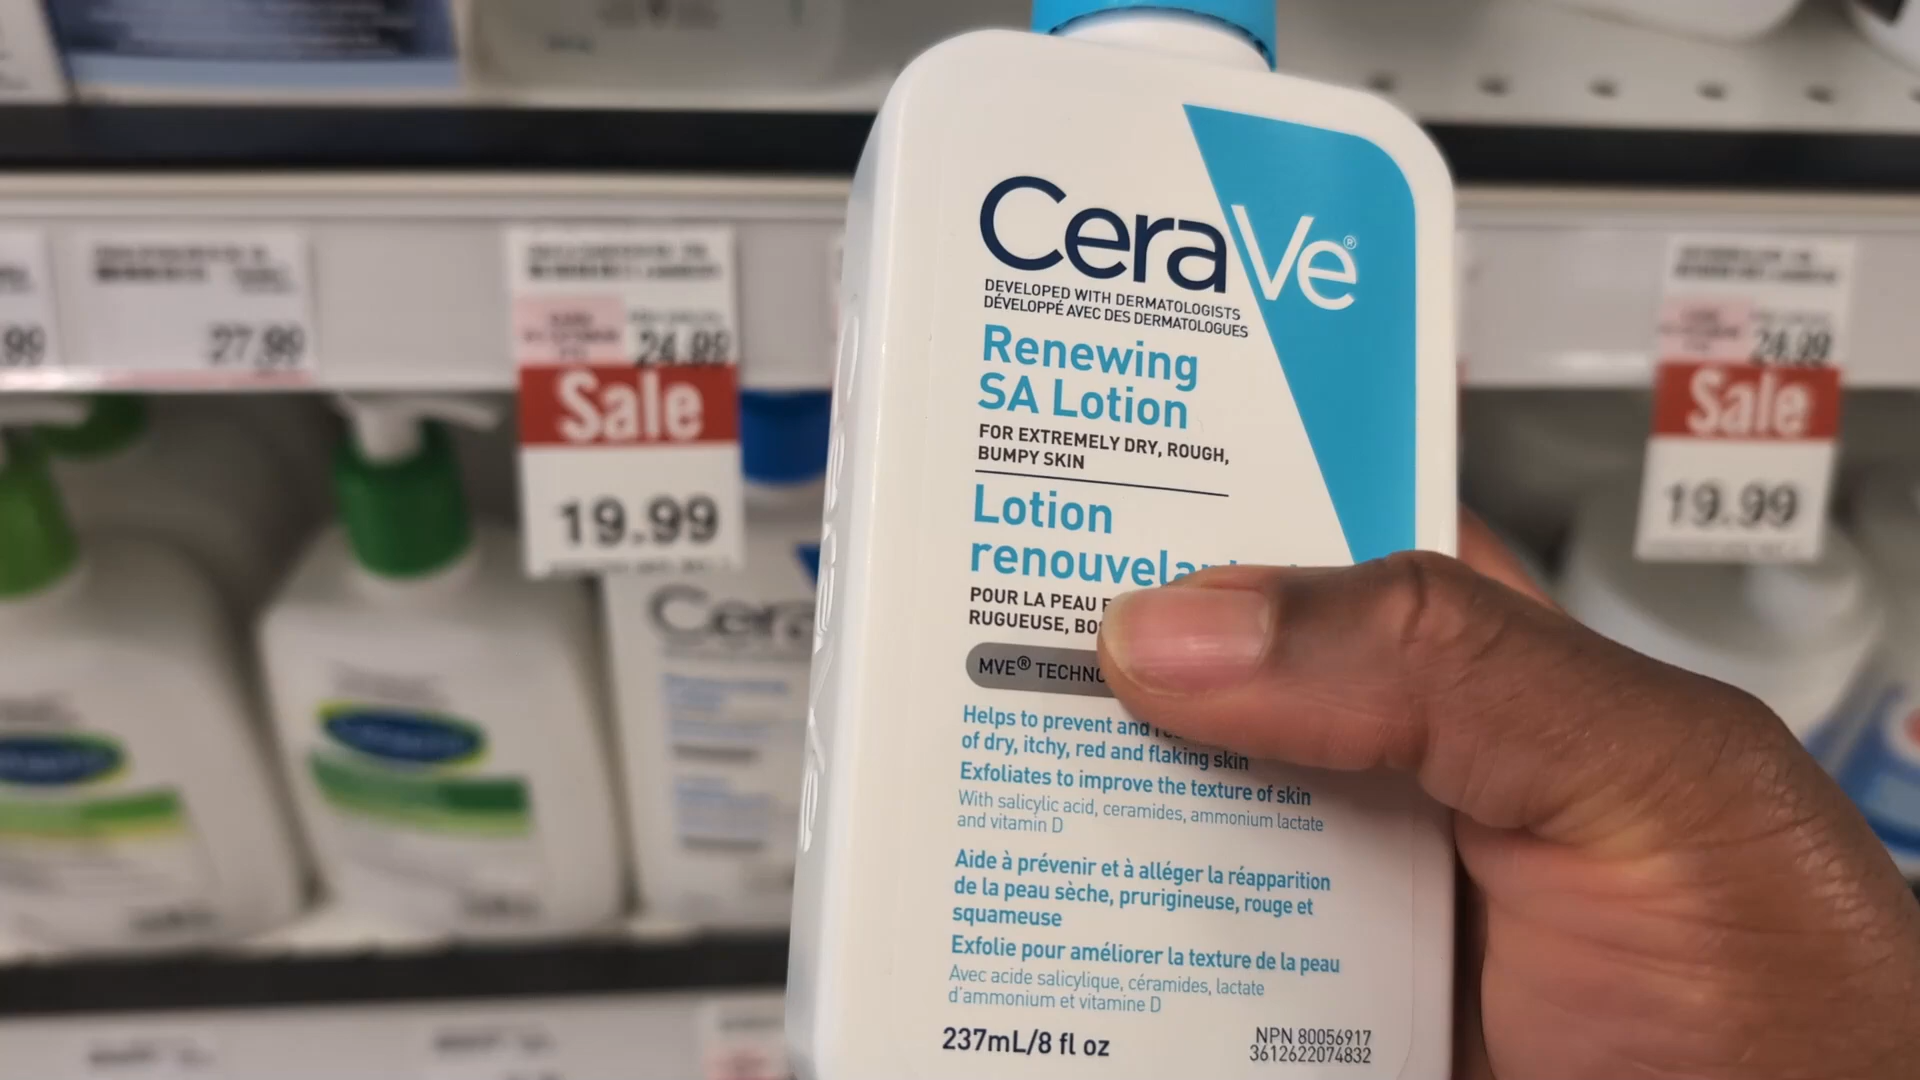 CeraVe®
DEVELOPED WITH DERMATOLOGISTS
DÉVELOPPÉ AVEC DES DERMATOLOGUES
Renewing
SA Lotion
FOR EXTREMELY DRY, ROUGH,
BUMPY SKIN
Lotion
POUR LA PEAU
RUGUEUSE,
MVE®
Helps to prevent and
of dry, itchy, red and flaking skin
Exfoliates to improve the texture of skin
With salicylic acid, ceramides, ammonium lactate
and vitamin D
Aide à prévenir et à alléger la réapparition
de la peau sèche, prurigineuse, rouge et
squameuse
Exfolie pour améliorer la texture de la peau
Avec acide salicylique, céramides, lactate
d'ammonium et vitamine D
237mL/8 fl oz
NPN 80056917
3612622074832
.99
27.99
24.99
Sale
19.99
24.99
Sale
19.99